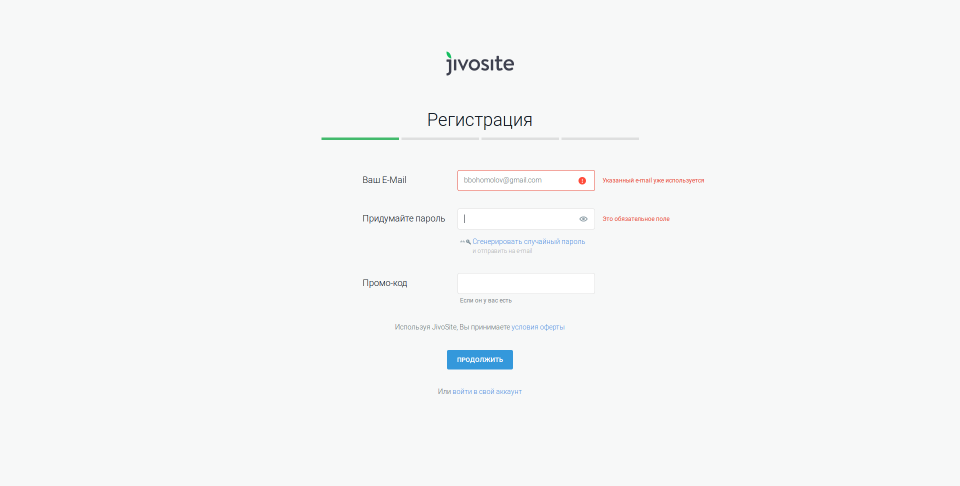 jivosite
Регистрация
Ваш E-Mail
bbohomolov@gmail.com
Указанный e-mail уже используется
Придумайте пароль
Это обязательное поле
Сгенерировать случайный пароль
и отправить на email
Промо-код
Если он у вас есть
Используя JivoSite, Вы принимаете условия оферты
ПРОДОЛЖИТЬ
Или войти в свой аккаунт